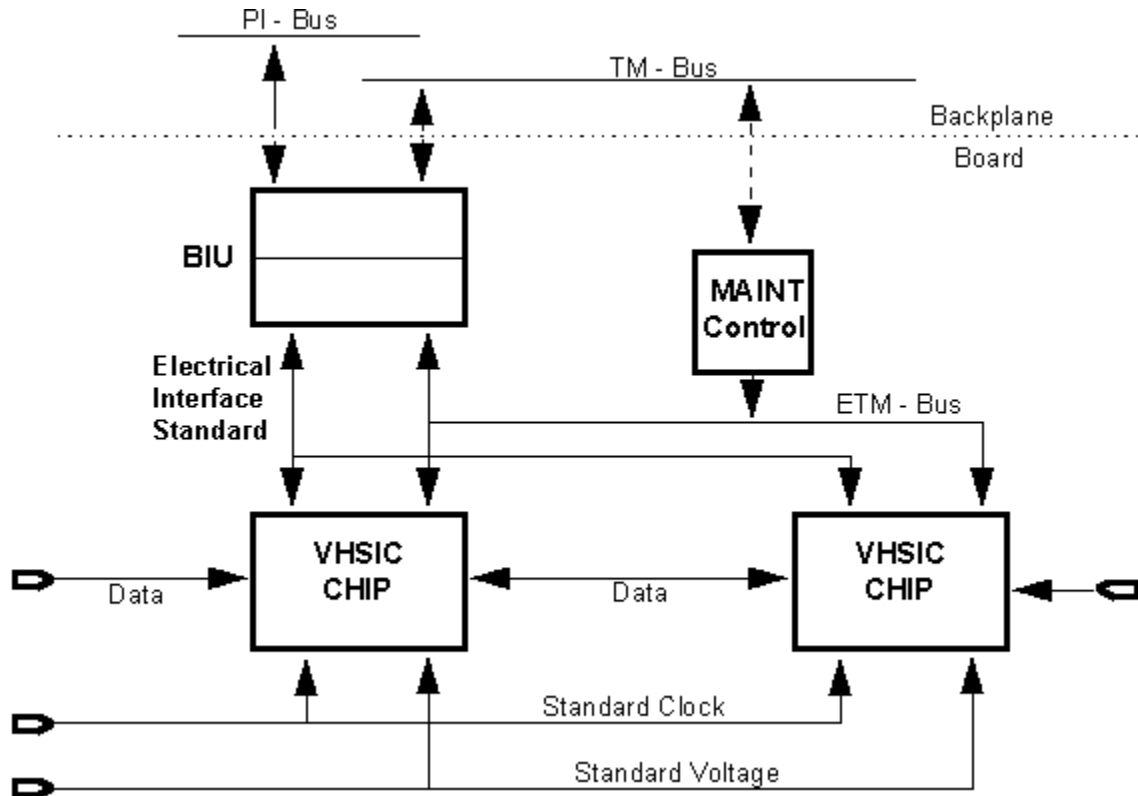 PI - Bus
TM - Bus
Backplane
Board
BIU
MAINT
Control
Electrical
Interface
Standard
ETM - Bus
VHSIC
CHIP
VHSIC
CHIP
Data
Data
Standard Clock
Standard Voltage